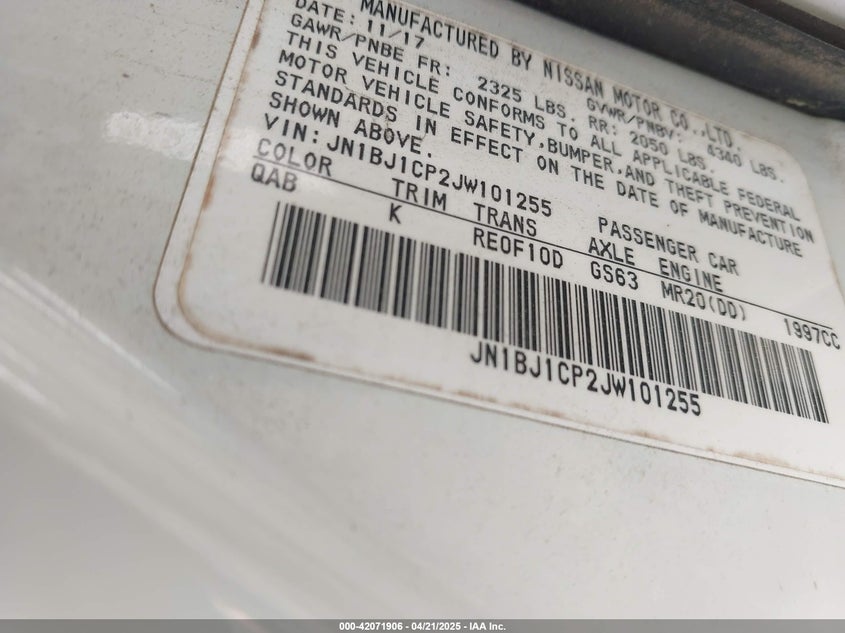 MANUFACTURED BY NISSAN MOTOR CO.,LTD.
DATE: 11/17 GVWR/PNBV: 4340 LBS.
GAWR/PNBE FR: 2325 LBS. RR: 2050 LBS.
THIS VEHICLE CONFORMS TO ALL APPLICABLE FEDERAL
MOTOR VEHICLE SAFETY,BUMPER,AND THEFT PREVENTION
STANDARDS IN EFFECT ON THE DATE OF MANUFACTURE
SHOWN ABOVE.
VIN: JN1BJ1CP2JW101255 PASSENGER CAR
COLOR TRIM TRANS AXLE ENGINE
QAB K RE0F10D GS63 MR20(DD) 1997CC
JN1BJ1CP2JW101255
000-42071906 - 04/21/2025 - IAA Inc.